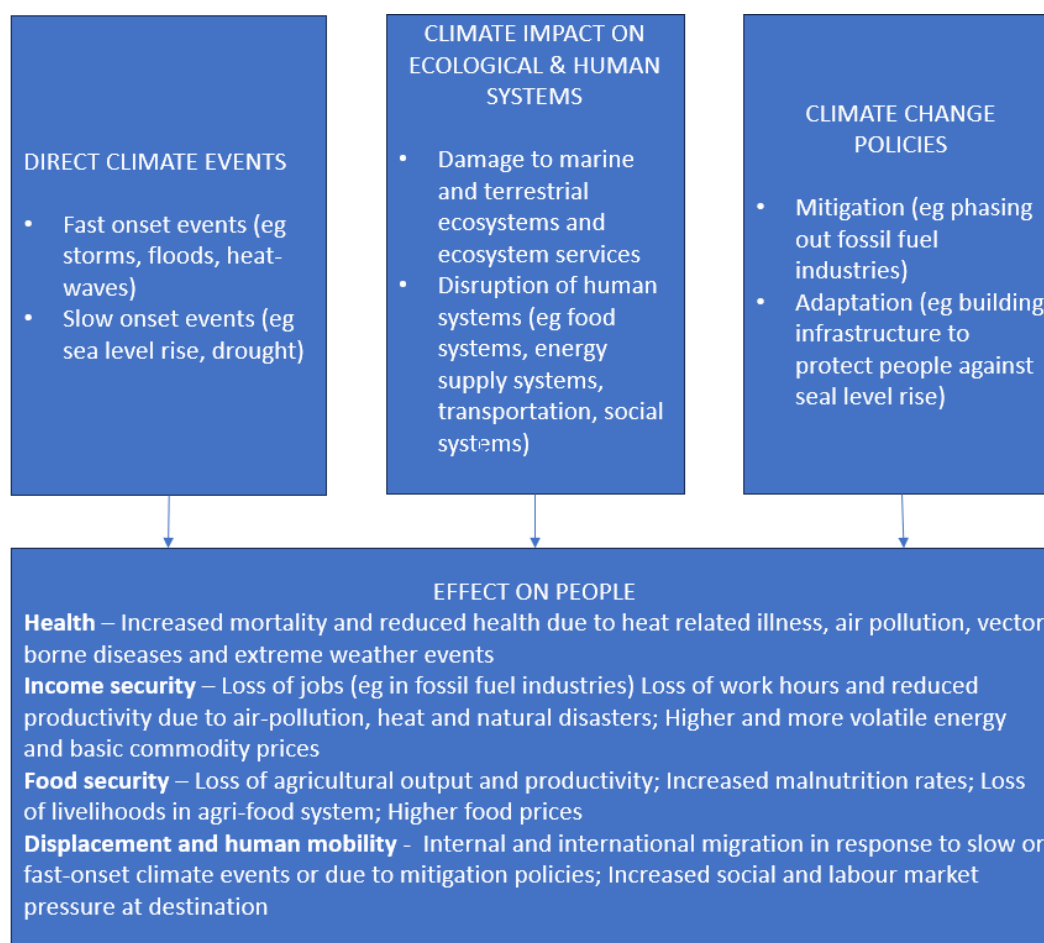 DIRECT CLIMATE EVENTS
• Fast onset events (eg
storms, floods, heat-
waves)
• Slow onset events (eg
sea level rise, drought)
CLIMATE IMPACT ON
ECOLOGICAL & HUMAN
SYSTEMS
• Damage to marine
and terrestrial
ecosystems and
ecosystem services
• Disruption of human
systems (eg food
systems, energy
supply systems,
transportation, social
systems)
CLIMATE CHANGE
POLICIES
• Mitigation (eg phasing
out fossil fuel
industries)
• Adaptation (eg building
infrastructure to
protect people against
seal level rise)
EFFECT ON PEOPLE
Health – Increased mortality and reduced health due to heat related illness, air pollution, vector
borne diseases and extreme weather events
Income security – Loss of jobs (eg in fossil fuel industries) Loss of work hours and reduced
productivity due to air-pollution, heat and natural disasters; Higher and more volatile energy
and basic commodity prices
Food security – Loss of agricultural output and productivity; Increased malnutrition rates; Loss
of livelihoods in agri-food system; Higher food prices
Displacement and human mobility - Internal and international migration in response to slow or
fast-onset climate events or due to mitigation policies; Increased social and labour market
pressure at destination